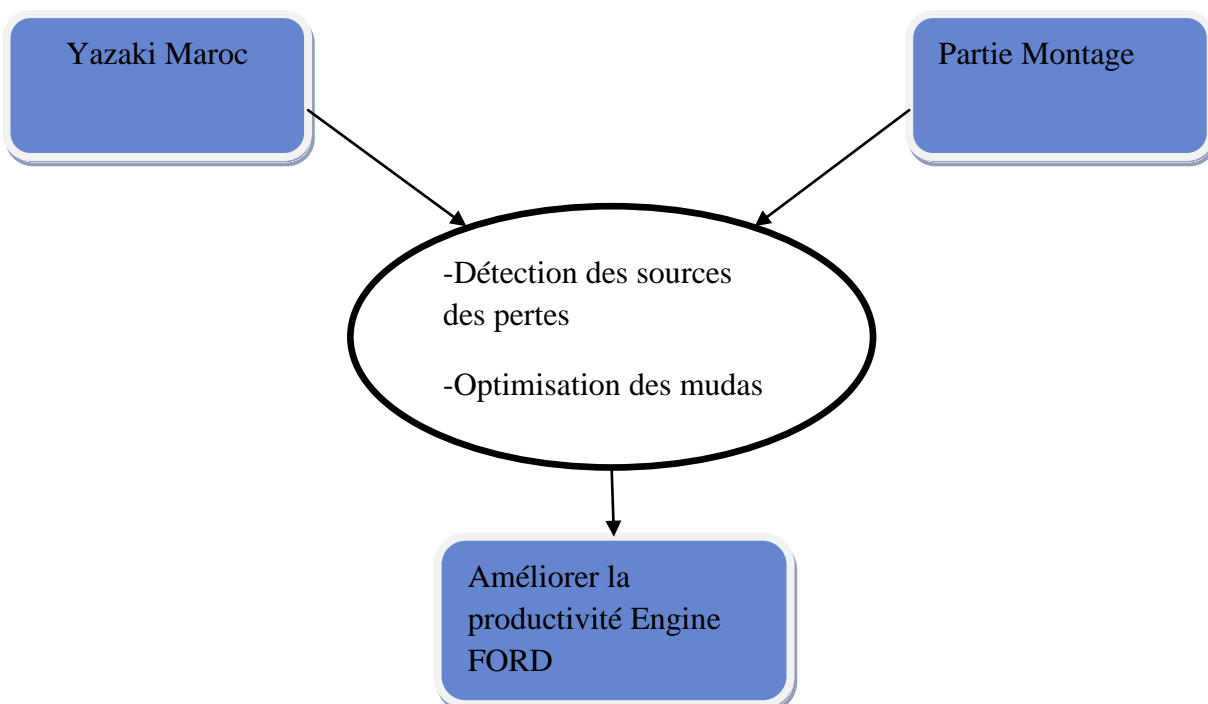 Yazaki Maroc
Partie Montage
-Détection des sources
des pertes
-Optimisation des mudas
Améliorer la
productivité Engine
FORD